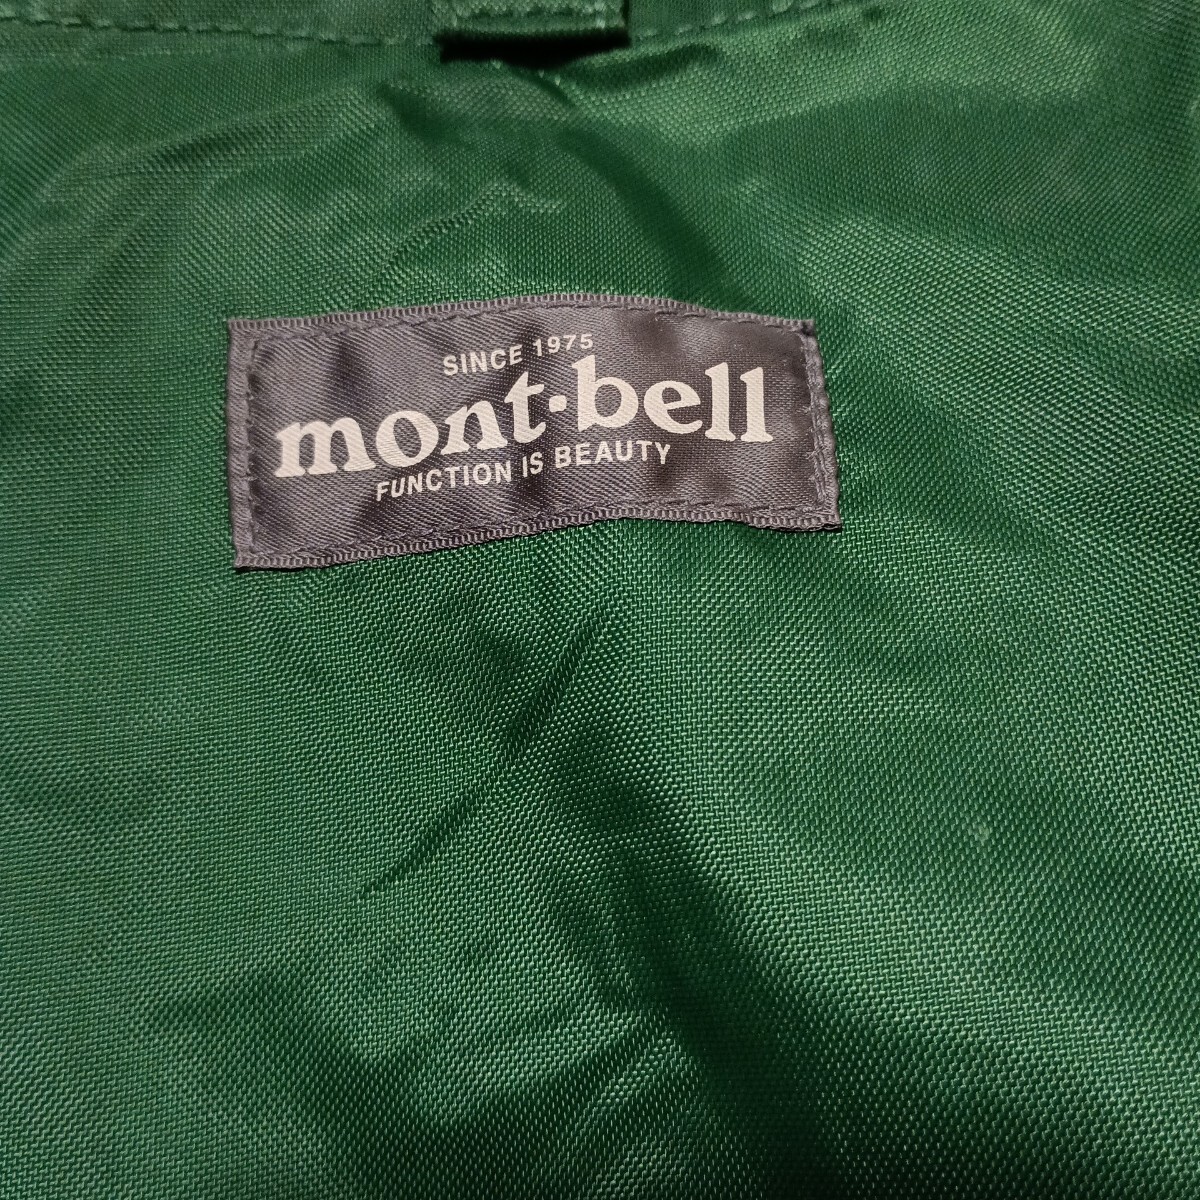 SINCE 1975
mont·bell
FUNCTION IS BEAUTY